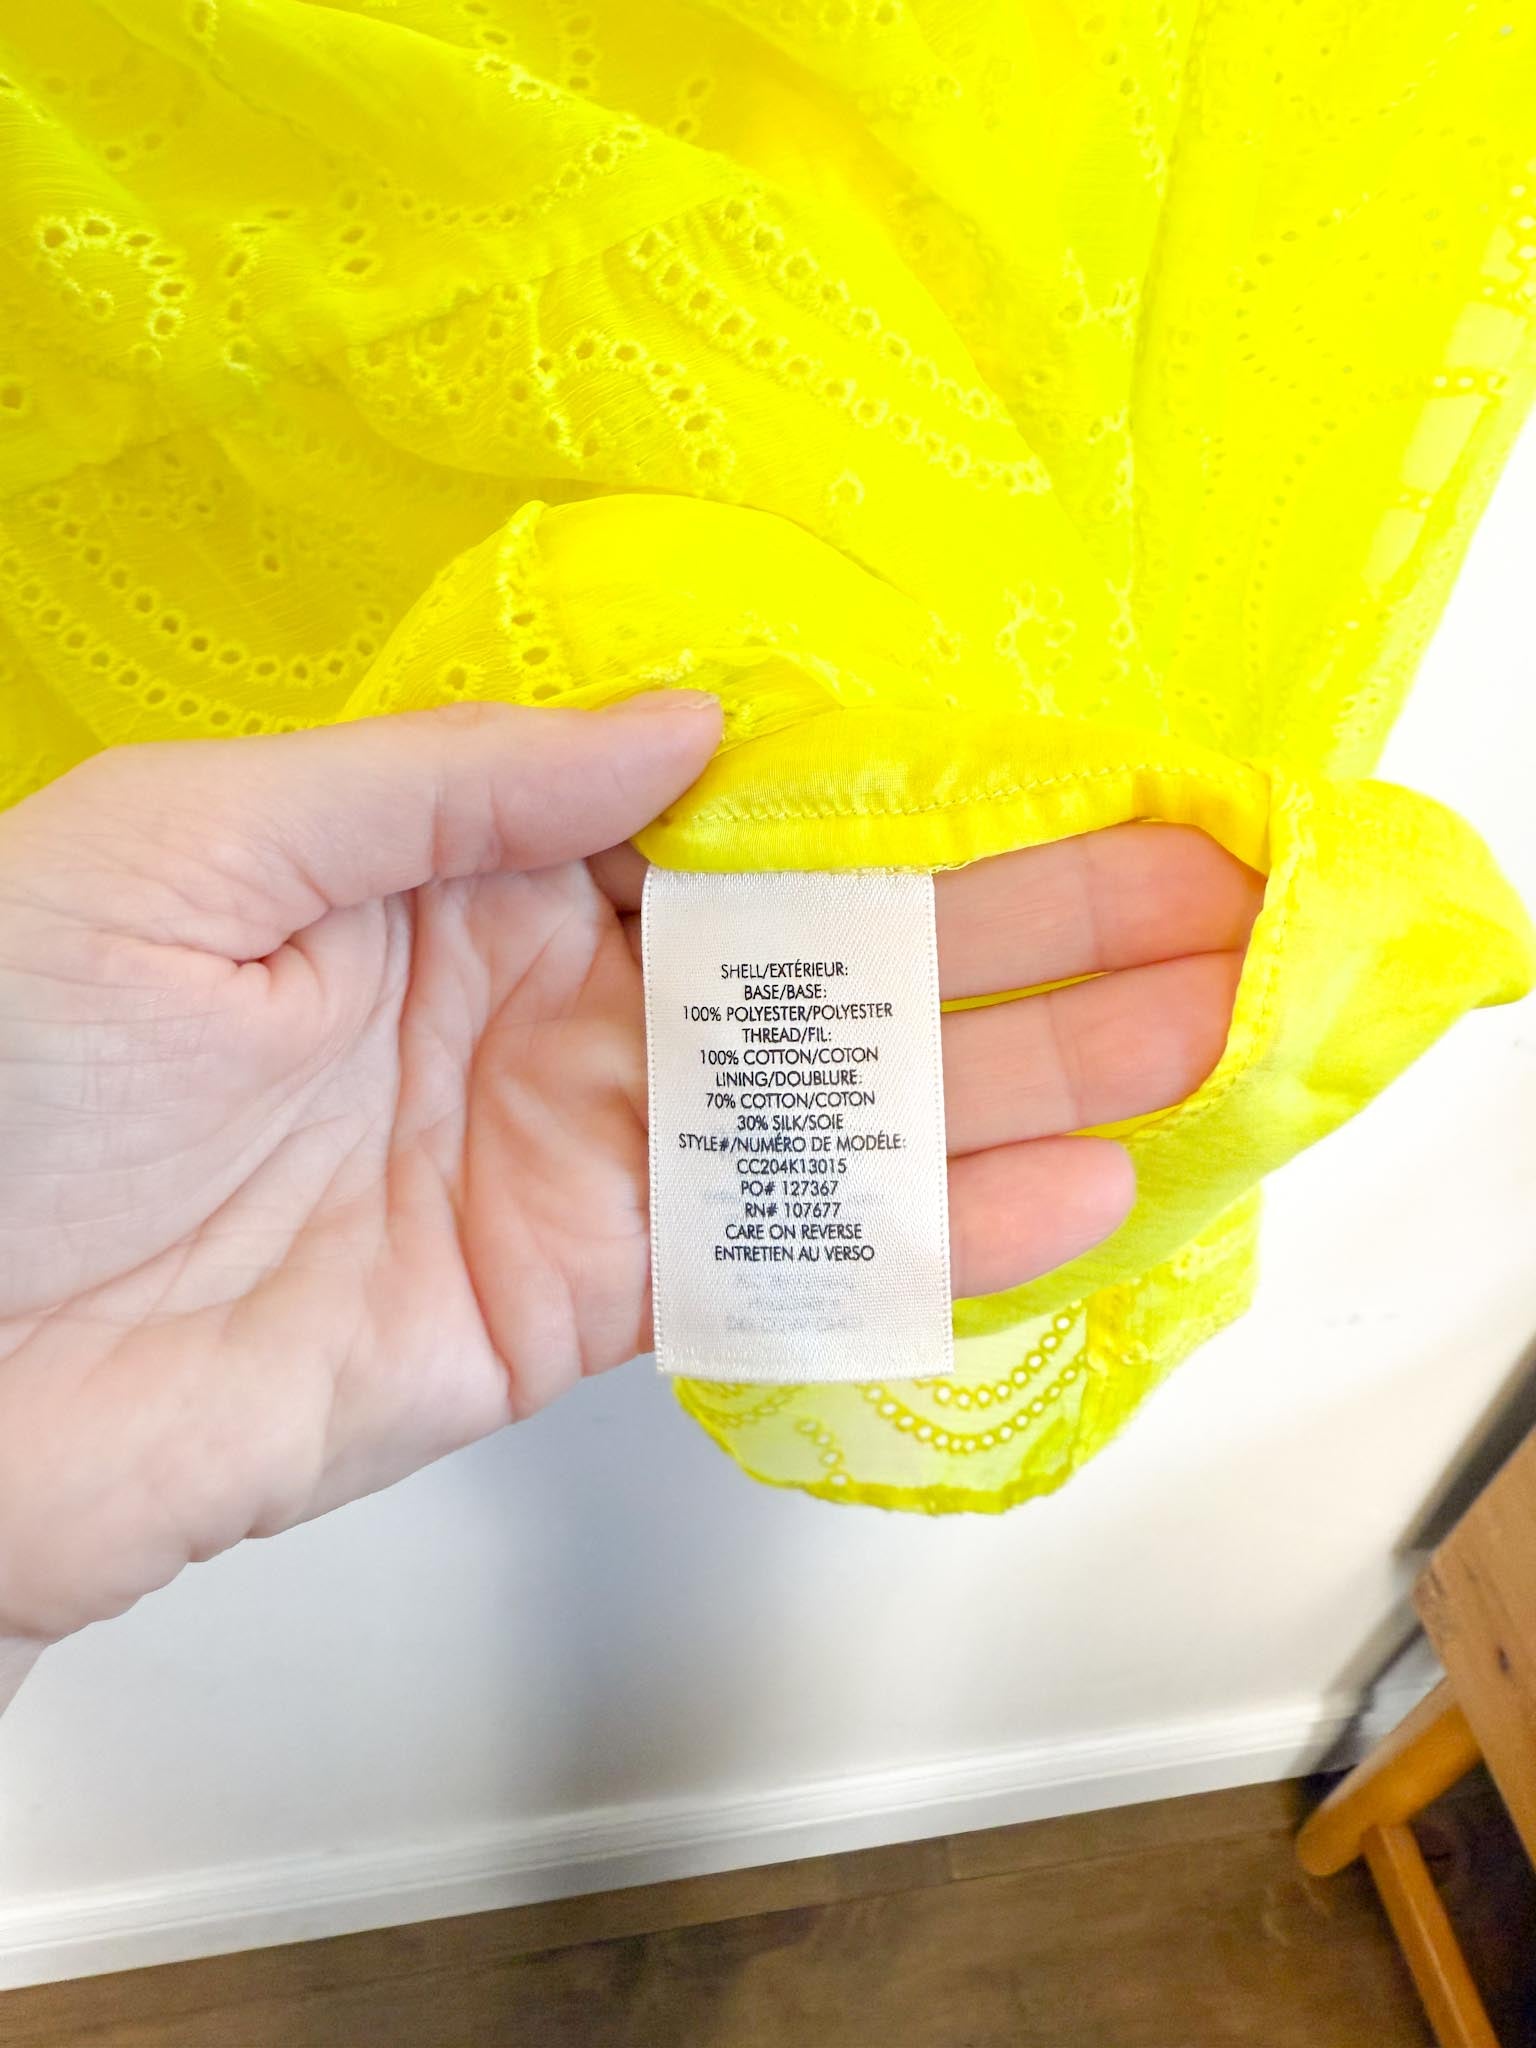 SHELL/EXTÉRIEUR:
BASE/BASE:
100% POLYESTER/POLYESTER
THREAD/FIL:
100% COTTON/COTON
LINING/DOUBLURE:
70% COTTON/COTON
30% SILK/SOIE
STYLE#/NUMÉRO DE MODÉLE:
CC204K13015
PO# 127367
RN# 107677
CARE ON REVERSE
ENTRETIEN AU VERSO